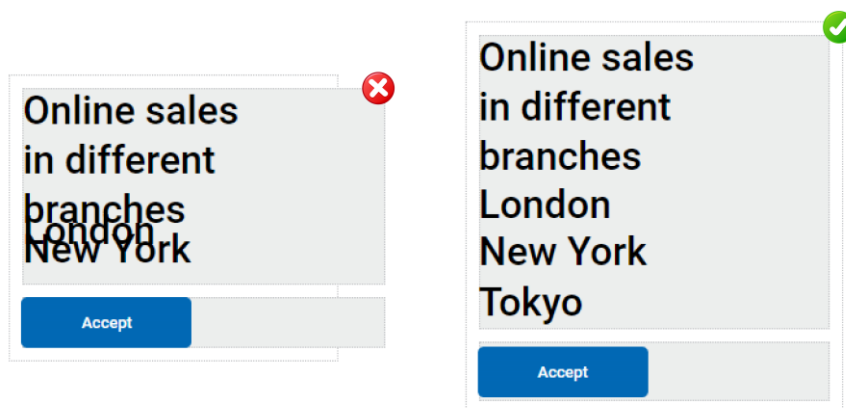 Online sales
in different
branches
London
New York
Accept
Online sales
in different
branches
London
New York
Tokyo
Accept